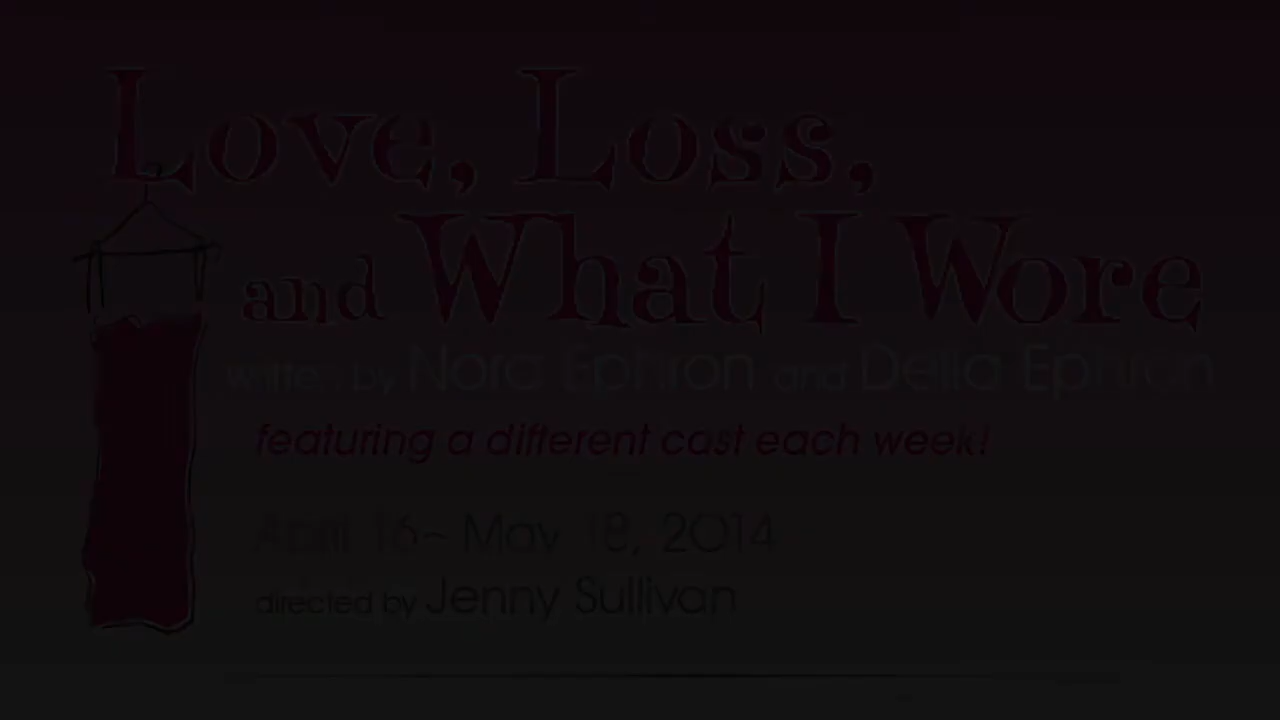 Love, Loss,
and What I Wore
written by Nora Ephron and Delia Ephron
featuring a different cast each week!
April 16~ May 18, 2014
directed by Jenny Sullivan